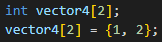 int vector4[2];
vector4[2] = {1, 2};